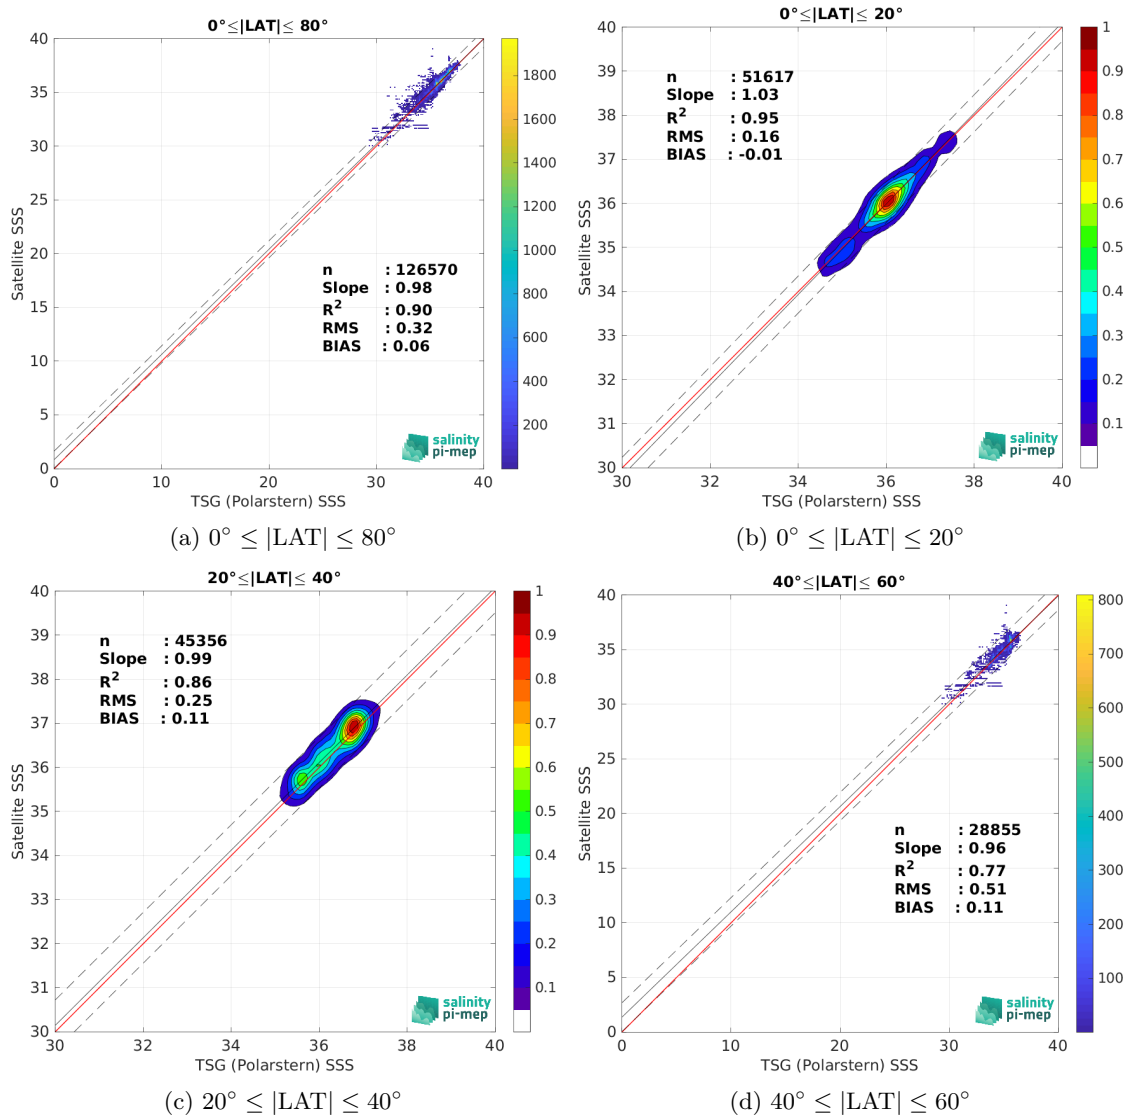 0°≤|LAT|≤ 80°
40
35
30
25
20
15
10
5
0
Satellite SSS
n : 126570
Slope : 0.98
R² : 0.90
RMS : 0.32
BIAS : 0.06
salinity
pi-mep
0 10 20 30 40
TSG (Polarstern) SSS
1800
1600
1400
1200
1000
800
600
400
200
(a) 0° ≤ |LAT| ≤ 80°
0°≤|LAT|≤ 20°
40
39
38
37
36
35
34
33
32
31
30
Satellite SSS
n : 51617
Slope : 1.03
R² : 0.95
RMS : 0.16
BIAS : -0.01
salinity
pi-mep
30 32 34 36 38 40
TSG (Polarstern) SSS
1
0.9
0.8
0.7
0.6
0.5
0.4
0.3
0.2
0.1
(b) 0° ≤ |LAT| ≤ 20°
20°≤|LAT|≤ 40°
40
39
38
37
36
35
34
33
32
31
30
Satellite SSS
n : 45356
Slope : 0.99
R² : 0.86
RMS : 0.25
BIAS : 0.11
salinity
pi-mep
30 32 34 36 38 40
TSG (Polarstern) SSS
1
0.9
0.8
0.7
0.6
0.5
0.4
0.3
0.2
0.1
(c) 20° ≤ |LAT| ≤ 40°
40°≤|LAT|≤ 60°
40
35
30
25
20
15
10
5
0
Satellite SSS
n : 28855
Slope : 0.96
R² : 0.77
RMS : 0.51
BIAS : 0.11
salinity
pi-mep
0 10 20 30 40
TSG (Polarstern) SSS
800
700
600
500
400
300
200
100
(d) 40° ≤ |LAT| ≤ 60°